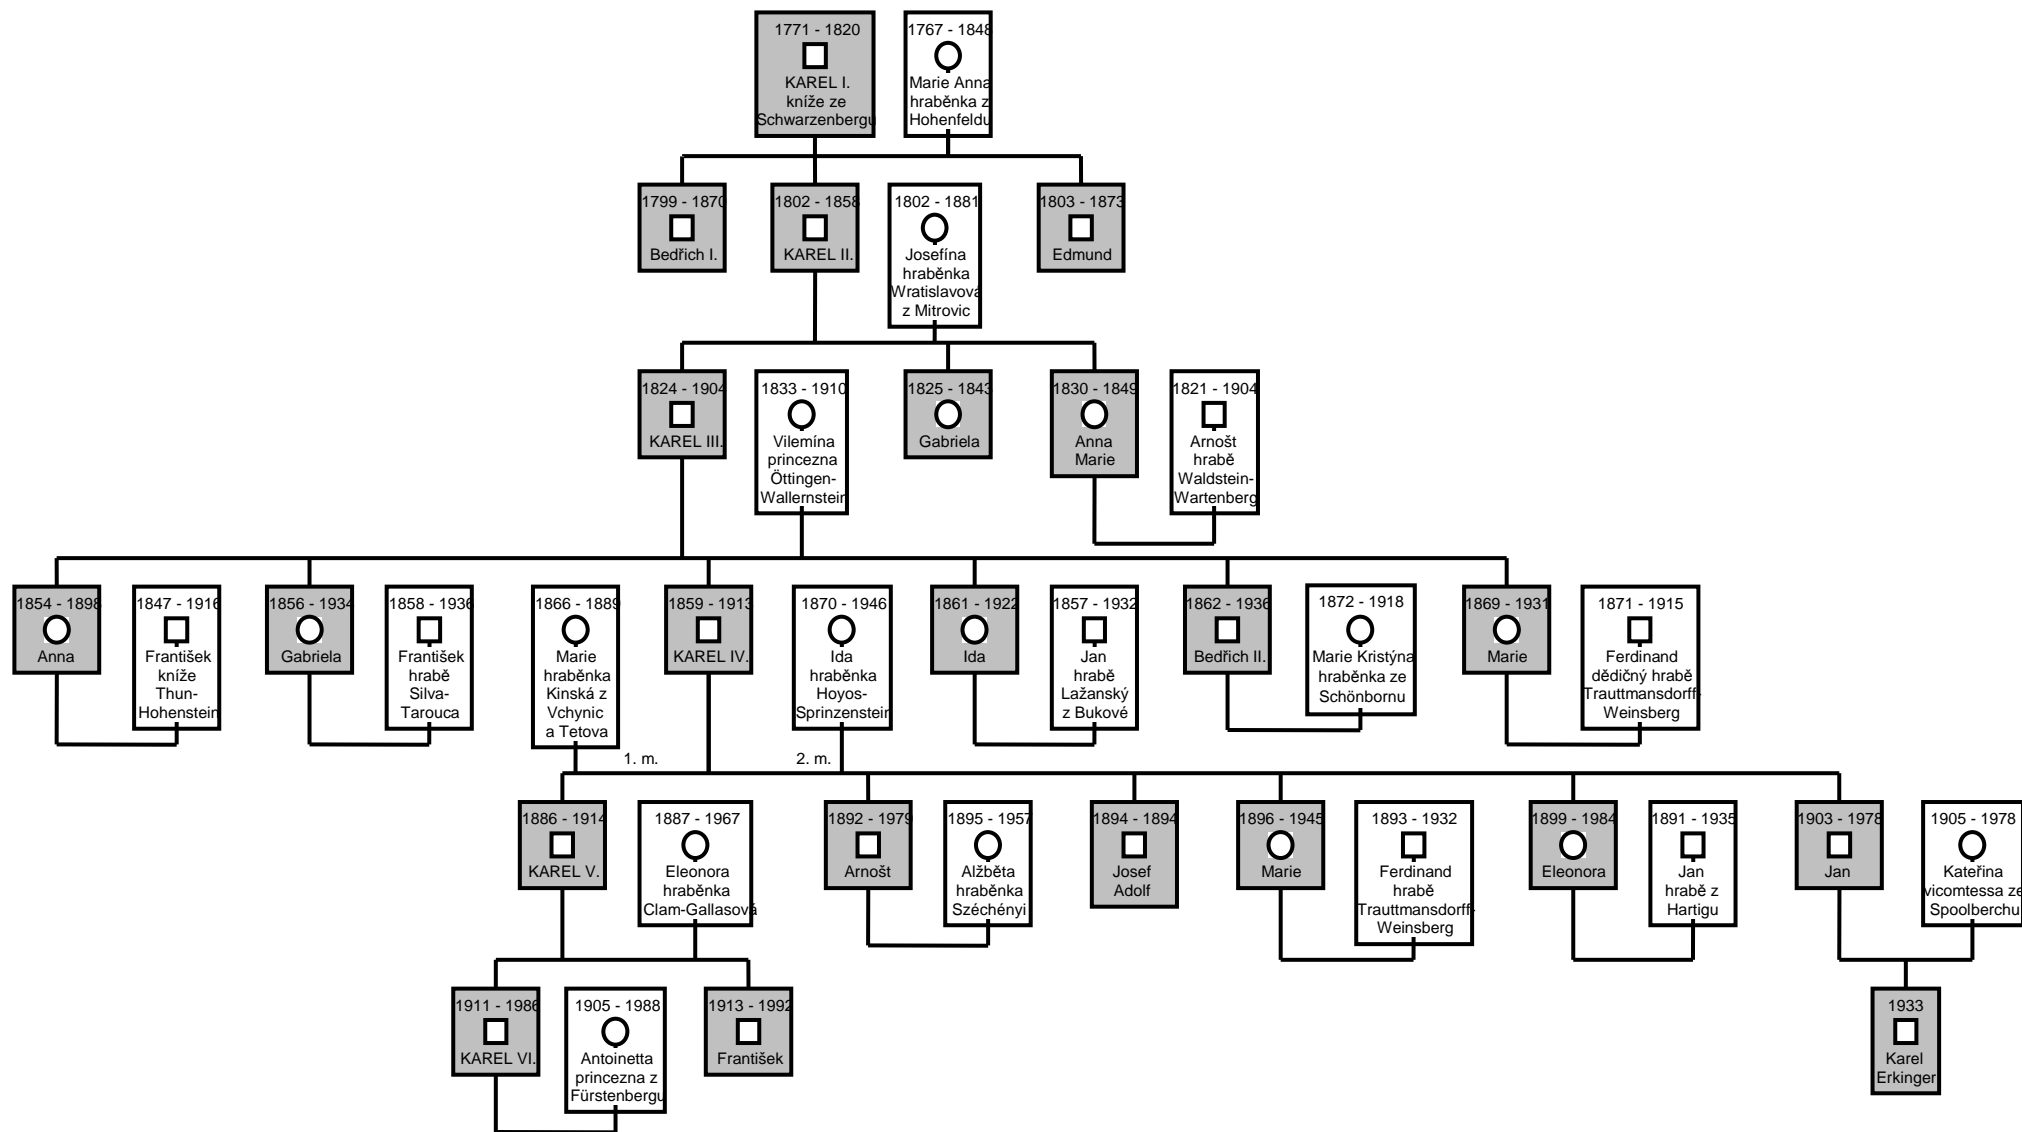 1771 - 1820
KAREL I.
kníže ze
Schwarzenbergu
1767 - 1848
Marie Anna
hraběnka z
Hohenfeldu
1799 - 1870
Bedřich I.
1802 - 1858
KAREL II.
1802 - 1881
Josefína
hraběnka
Wratislavová
z Mitrovic
1803 - 1873
Edmund
1824 - 1904
KAREL III.
1833 - 1910
Vilemína
princezna
Öttingen-
Wallernstein
1825 - 1843
Gabriela
1830 - 1849
Anna
Marie
1821 - 1904
Arnošt
hrabě
Waldstein-
Wartenberg
1854 - 1898
Anna
1847 - 1916
František
kníže
Thun-
Hohenstein
1856 - 1934
Gabriela
1858 - 1936
František
hrabě
Silva-
Tarouca
1866 - 1889
Marie
hraběnka
Kinská z
Vchynic
a Tetova
1859 - 1913
KAREL IV.
1870 - 1946
Ida
hraběnka
Hoyos-
Sprinzenstein
1861 - 1922
Ida
1857 - 1932
Jan
hrabě
Lažanský
z Bukové
1862 - 1936
Bedřich II.
1872 - 1918
Marie Kristýna
hraběnka ze
Schönbornu
1869 - 1931
Marie
1871 - 1915
Ferdinand
dědičný hrabě
Trauttmansdorff-
Weinsberg
1. m.
2. m.
1886 - 1914
KAREL V.
1887 - 1967
Eleonora
hraběnka
Clam-Gallasová
1892 - 1979
Arnošt
1895 - 1957
Alžběta
hraběnka
Széchényi
1894 - 1894
Josef
Adolf
1896 - 1945
Marie
1893 - 1932
Ferdinand
hrabě
Trauttmansdorff-
Weinsberg
1899 - 1984
Eleonora
1891 - 1935
Jan
hrabě z
Hartigu
1903 - 1978
Jan
1905 - 1978
Kateřina
vicomtessa ze
Spoolberchu
1911 - 1986
KAREL VI.
1905 - 1988
Antoinetta
princezna z
Fürstenbergu
1913 - 1992
František
1933
Karel
Erkinger